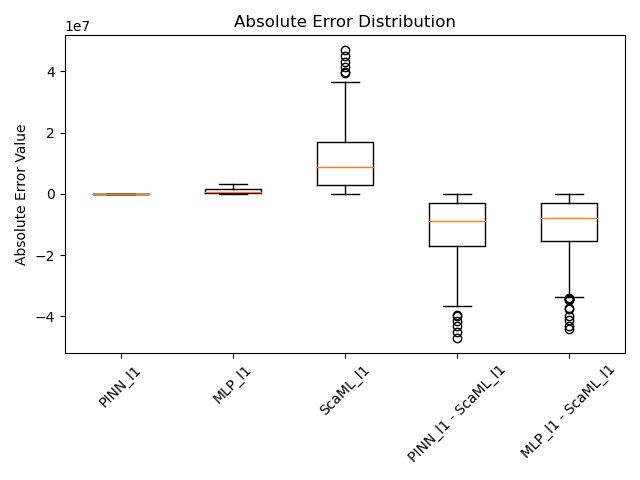 Absolute Error Distribution
1e7
4
2
0
−2
−4
Absolute Error Value
PINN_l1
MLP_l1
ScaML_l1
PINN_l1 - ScaML_l1
MLP_l1 - ScaML_l1